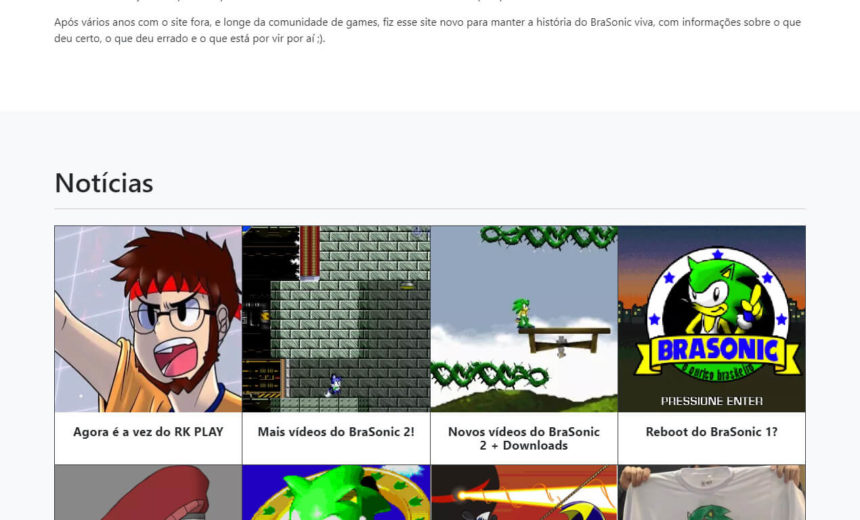 Após vários anos com o site fora, e longe da comunidade de games, fiz esse site novo para manter a história do BraSonic viva, com informações sobre o que
deu certo, o que deu errado e o que está por vir por aí ;).
Notícias
BRASONIC
PRESSIONE ENTER
Agora é a vez do RK PLAY
Mais vídeos do BraSonic 2!
Novos vídeos do BraSonic
2 + Downloads
Reboot do BraSonic 1?